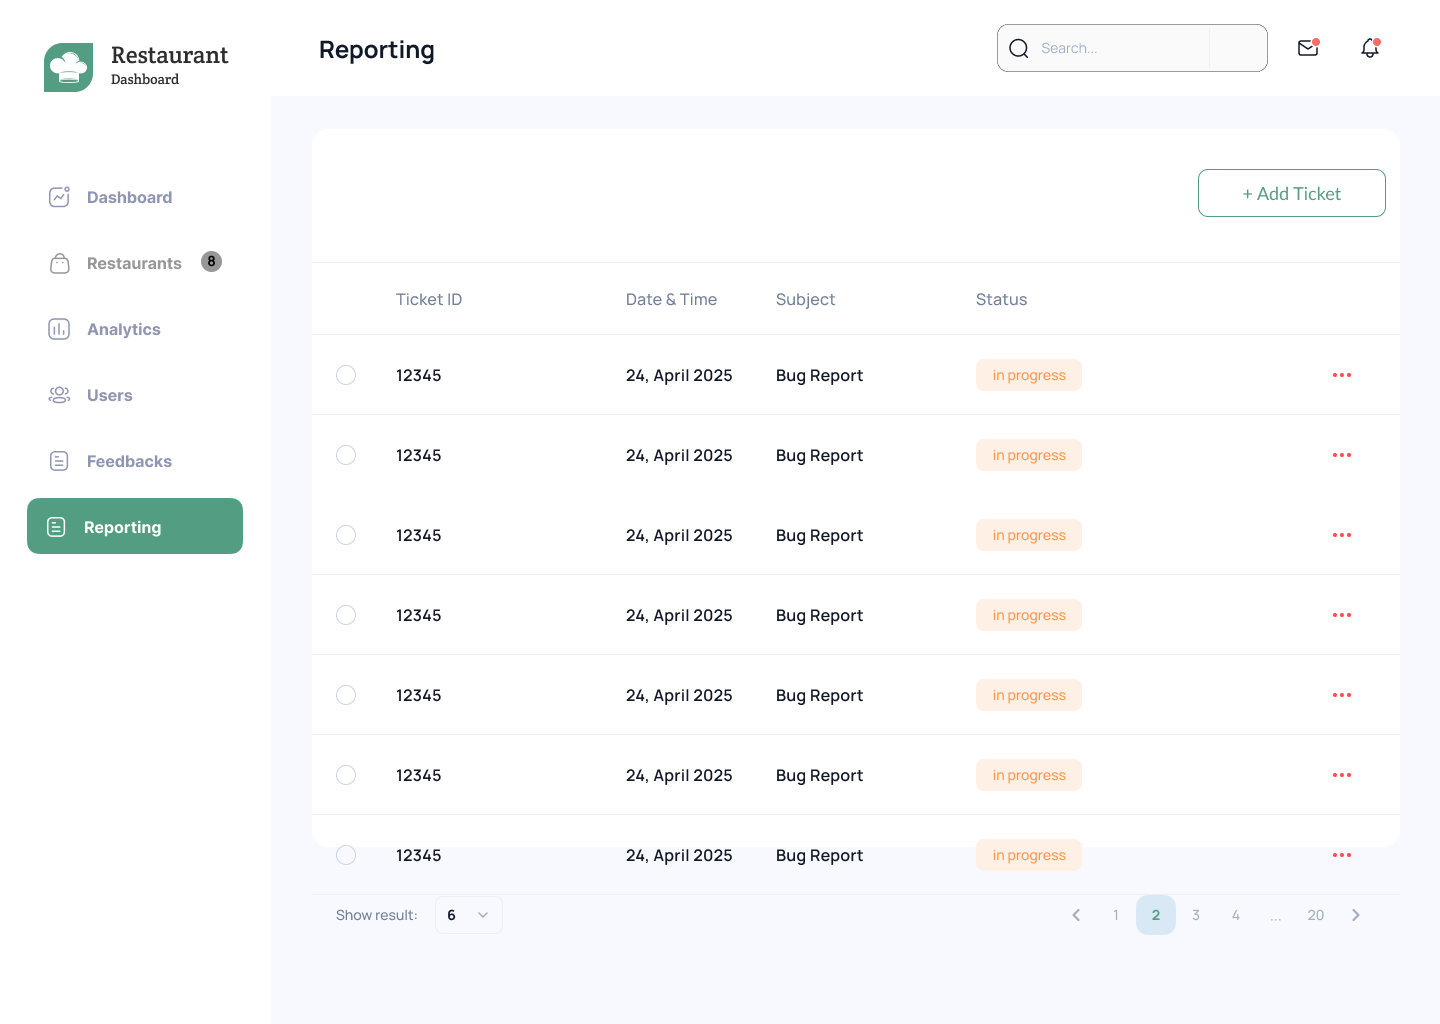 Restaurant
Dashboard
Reporting
Search...
Dashboard
Restaurants 8
Analytics
Users
Feedbacks
Reporting
+ Add Ticket
Ticket ID Date & Time Subject Status
12345 24, April 2025 Bug Report in progress
12345 24, April 2025 Bug Report in progress
12345 24, April 2025 Bug Report in progress
12345 24, April 2025 Bug Report in progress
12345 24, April 2025 Bug Report in progress
12345 24, April 2025 Bug Report in progress
12345 24, April 2025 Bug Report in progress
Show result: 6 1 2 3 4 ... 20